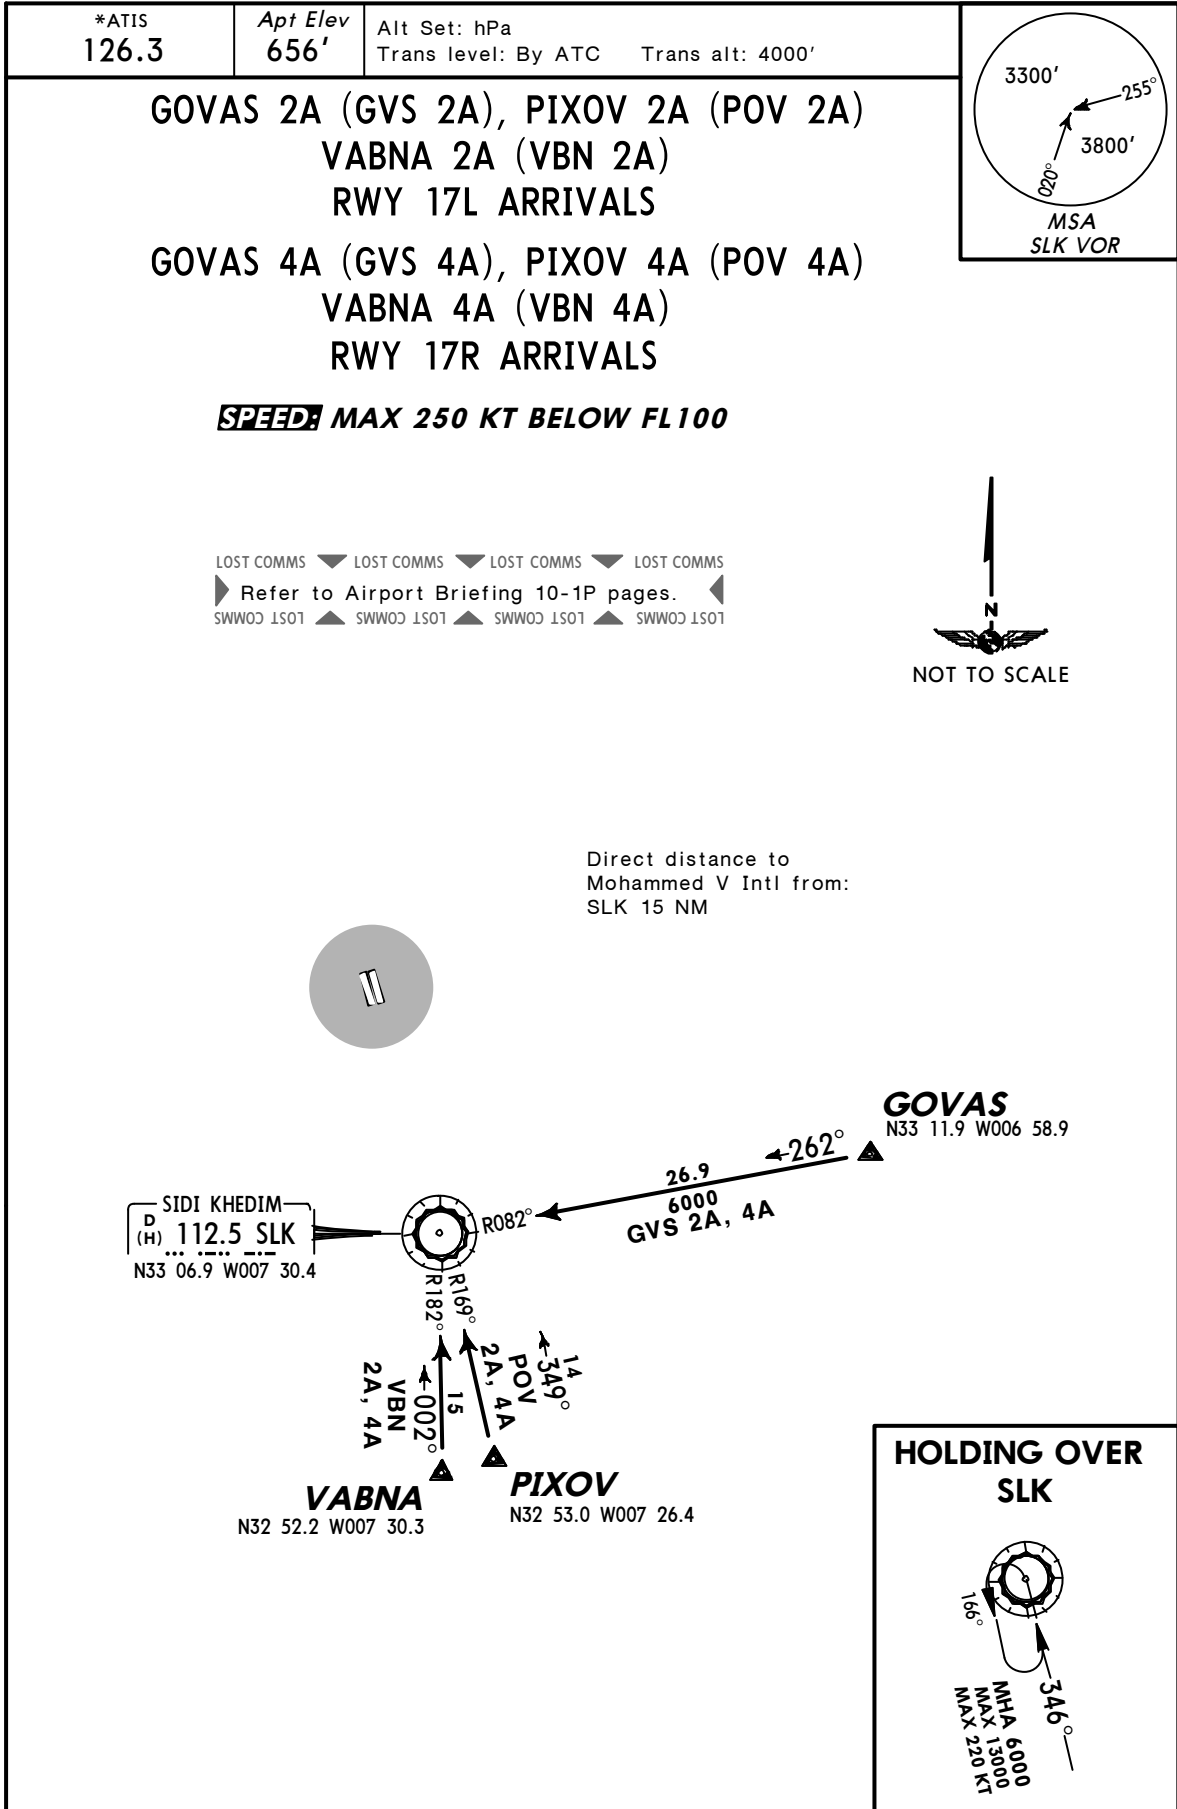 *ATIS
126.3
Apt Elev
656'
Alt Set: hPa
Trans level: By ATC Trans alt: 4000'
3300'
255°
3800'
020°
MSA
SLK VOR
GOVAS 2A (GVS 2A), PIXOV 2A (POV 2A)
VABNA 2A (VBN 2A)
RWY 17L ARRIVALS
GOVAS 4A (GVS 4A), PIXOV 4A (POV 4A)
VABNA 4A (VBN 4A)
RWY 17R ARRIVALS
SPEED: MAX 250 KT BELOW FL100
LOST COMMS LOST COMMS LOST COMMS LOST COMMS
Refer to Airport Briefing 10-1P pages.
LOST COMMS LOST COMMS LOST COMMS LOST COMMS
N
NOT TO SCALE
Direct distance to
Mohammed V Intl from:
SLK 15 NM
GOVAS
N33 11.9 W006 58.9
262°
26.9
6000
GVS 2A, 4A
R082°
SIDI KHEDIM
D
(H) 112.5 SLK
N33 06.9 W007 30.4
R182°
R169°
VBN
2A, 4A
002°
15
POV
2A, 4A
14
349°
VABNA
N32 52.2 W007 30.3
PIXOV
N32 53.0 W007 26.4
HOLDING OVER
SLK
166°
346°
MHA 6000
MAX 13000
MAX 220 KT